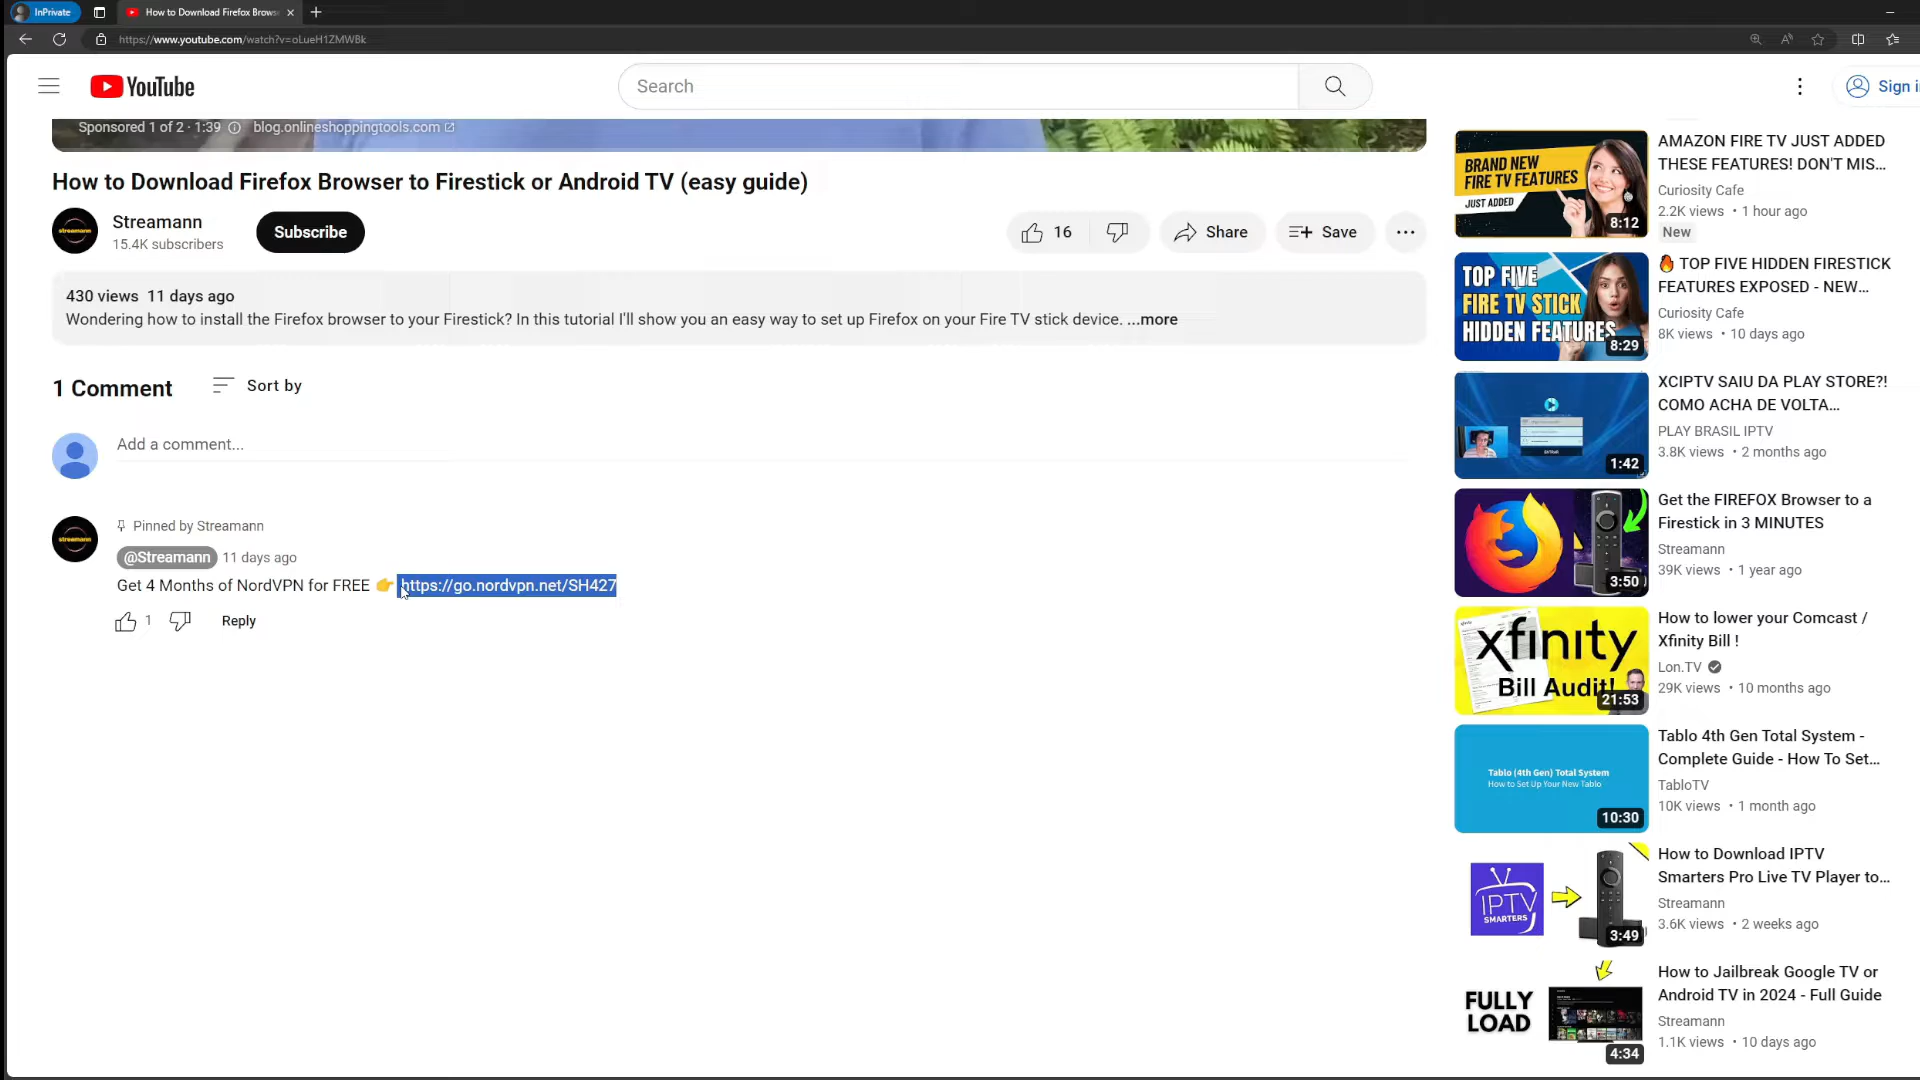 InPrivate
How to Download Firefox Brows
https://www.youtube.com/watch?v=oLueH1ZMWBk
YouTube
Search
Sign i
Sponsored 1 of 2 · 1:39
blog.onlineshoppingtools.com
How to Download Firefox Browser to Firestick or Android TV (easy guide)
Streamann
15.4K subscribers
Subscribe
16
Share
Save
430 views 11 days ago
Wondering how to install the Firefox browser to your Firestick? In this tutorial I'll show you an easy way to set up Firefox on your Fire TV stick device. ...more
1 Comment
Sort by
Add a comment...
streamann
Pinned by Streamann
@Streamann 11 days ago
Get 4 Months of NordVPN for FREE 👉 https://go.nordvpn.net/SH427
1
Reply
BRAND NEW
FIRE TV FEATURES
JUST ADDED
8:12
AMAZON FIRE TV JUST ADDED
THESE FEATURES! DON'T MIS...
Curiosity Cafe
2.2K views • 1 hour ago
New
TOP FIVE
FIRE TV STICK
HIDDEN FEATURES
8:29
🔥 TOP FIVE HIDDEN FIRESTICK
FEATURES EXPOSED - NEW...
Curiosity Cafe
8K views • 10 days ago
1:42
XCIPTV SAIU DA PLAY STORE?!
COMO ACHA DE VOLTA...
PLAY BRASIL IPTV
3.8K views • 2 months ago
3:50
Get the FIREFOX Browser to a
Firestick in 3 MINUTES
Streamann
39K views • 1 year ago
xfinity
Bill Audit!
21:53
How to lower your Comcast /
Xfinity Bill !
Lon.TV
29K views • 10 months ago
Tablo (4th Gen) Total System
How to Set Up Your New Tablo
10:30
Tablo 4th Gen Total System -
Complete Guide - How To Set...
TabloTV
10K views • 1 month ago
IPTV
SMARTERS
3:49
How to Download IPTV
Smarters Pro Live TV Player to...
Streamann
3.6K views • 2 weeks ago
FULLY
LOAD
4:34
How to Jailbreak Google TV or
Android TV in 2024 - Full Guide
Streamann
1.1K views • 10 days ago